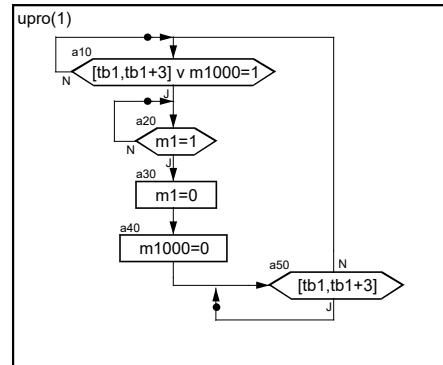 upro(1)
a10
[tb1,tb1+3] v m1000=1
N
J
a20
m1=1
N
J
a30
m1=0
a40
m1000=0
a50
N
[tb1,tb1+3]
J